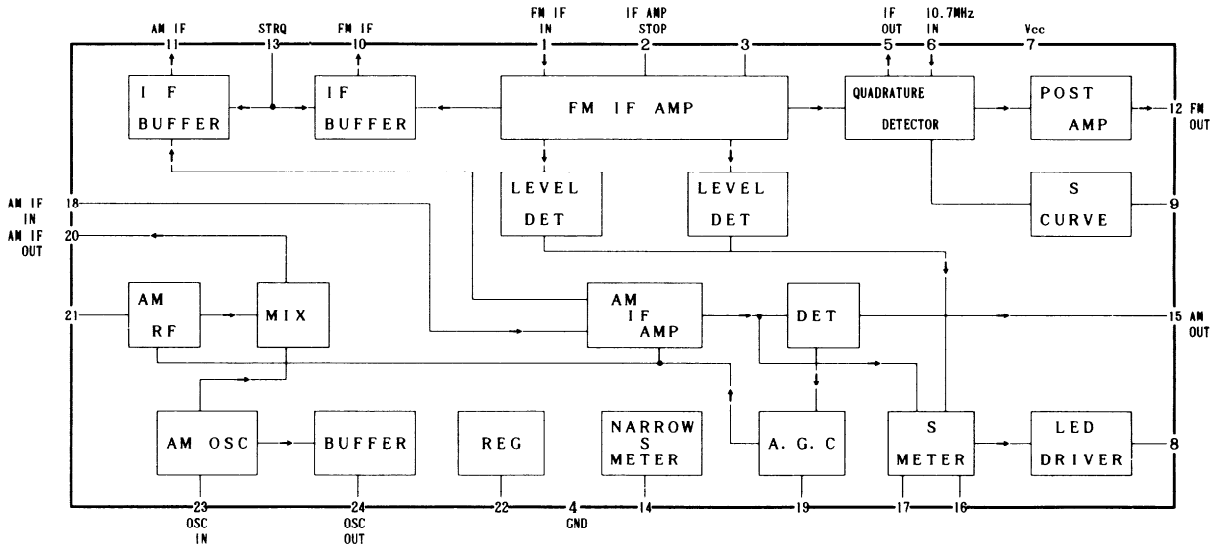 AM IF
11
STRQ
13
FM IF
10
FM IF
IN
1
IF AMP
STOP
2
3
IF
OUT
5
10.7MHz
IN
6
Vcc
7
I F
BUFFER
IF
BUFFER
FM IF AMP
QUADRATURE
DETECTOR
POST
AMP
12 FM
OUT
LEVEL
DET
LEVEL
DET
S
CURVE
9
AM IF
IN
18
AM IF
OUT
20
21
AM
RF
MIX
AM
IF
AMP
DET
15 AM
OUT
AM OSC
BUFFER
REG
NARROW
S
METER
A.G.C
S
METER
LED
DRIVER
8
23
OSC
IN
24
OSC
OUT
22
4
GND
14
19
17
16